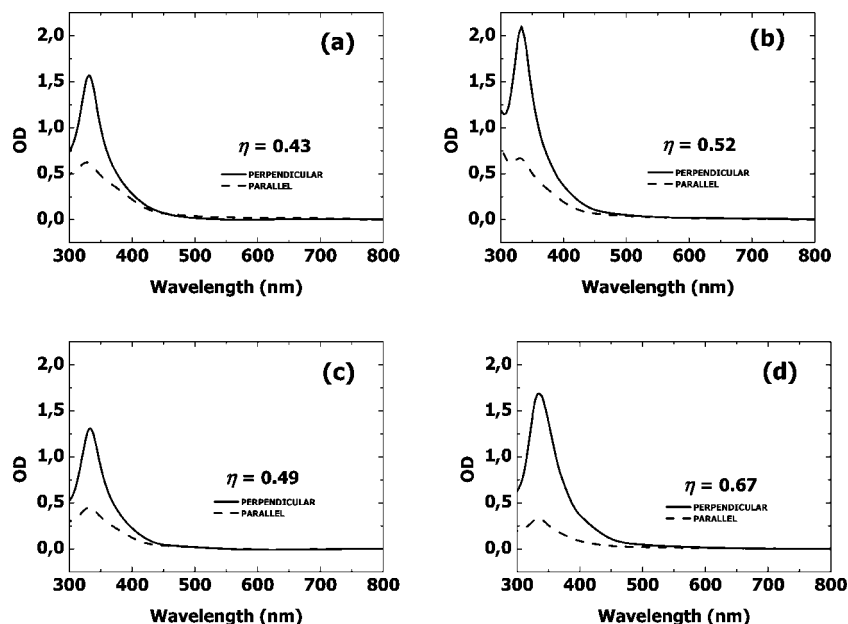 (a)
2,0
1,5
1,0
0,5
0,0
OD
η = 0.43
PERPENDICULAR
PARALLEL
300 400 500 600 700 800
Wavelength (nm)
(b)
2,0
1,5
1,0
0,5
0,0
OD
η = 0.52
PERPENDICULAR
PARALLEL
300 400 500 600 700 800
Wavelength (nm)
(c)
2,0
1,5
1,0
0,5
0,0
OD
η = 0.49
PERPENDICULAR
PARALLEL
300 400 500 600 700 800
Wavelength (nm)
(d)
2,0
1,5
1,0
0,5
0,0
OD
η = 0.67
PERPENDICULAR
PARALLEL
300 400 500 600 700 800
Wavelength (nm)